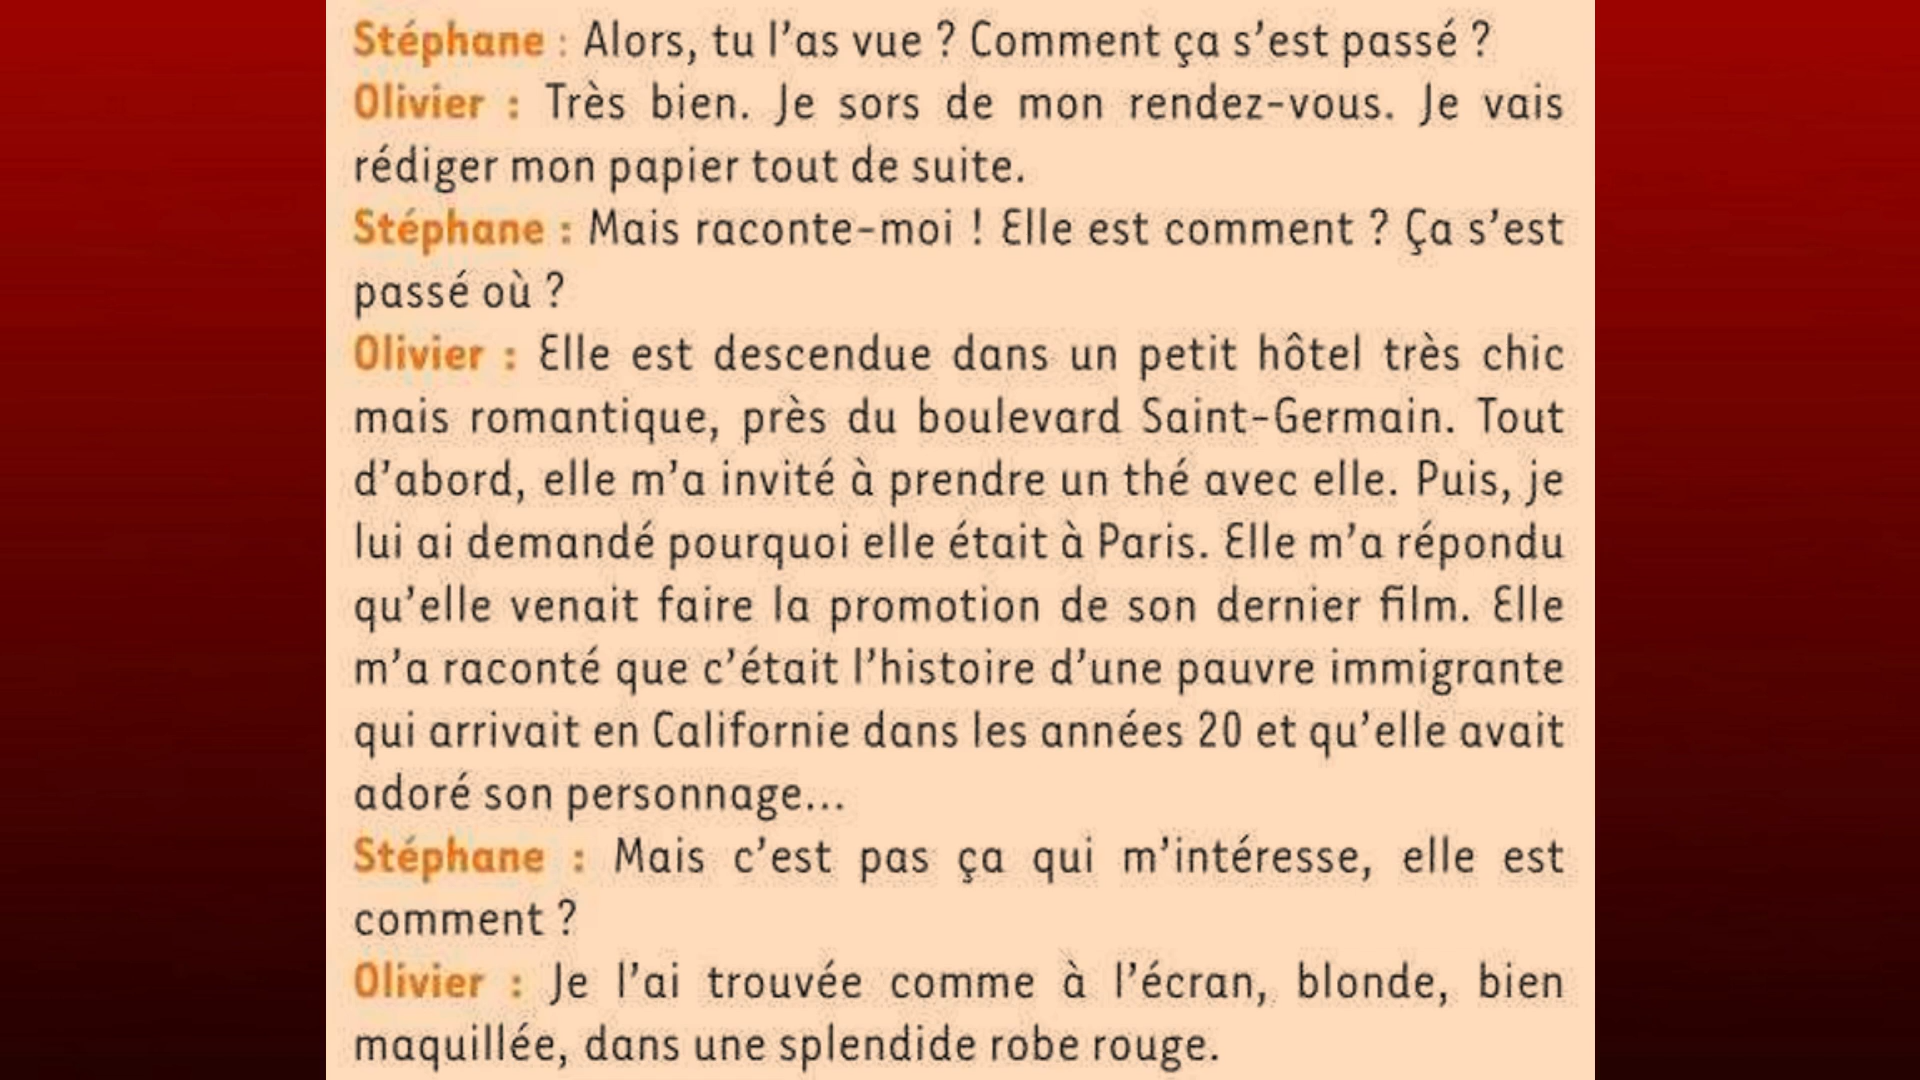 Stéphane : Alors, tu l’as vue ? Comment ça s’est passé ?
Olivier : Très bien. Je sors de mon rendez-vous. Je vais
rédiger mon papier tout de suite.
Stéphane : Mais raconte-moi ! Elle est comment ? Ça s’est
passé où ?
Olivier : Elle est descendue dans un petit hôtel très chic
mais romantique, près du boulevard Saint-Germain. Tout
d’abord, elle m’a invité à prendre un thé avec elle. Puis, je
lui ai demandé pourquoi elle était à Paris. Elle m’a répondu
qu’elle venait faire la promotion de son dernier film. Elle
m’a raconté que c’était l’histoire d’une pauvre immigrante
qui arrivait en Californie dans les années 20 et qu’elle avait
adoré son personnage...
Stéphane : Mais c’est pas ça qui m’intéresse, elle est
comment ?
Olivier : Je l’ai trouvée comme à l’écran, blonde, bien
maquillée, dans une splendide robe rouge.